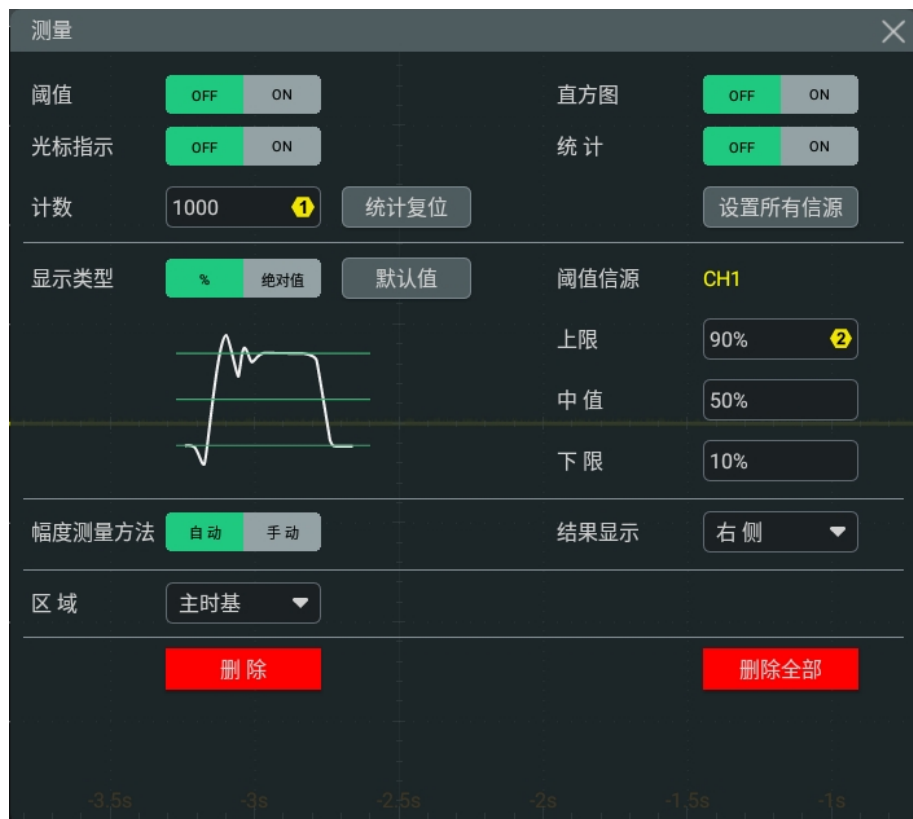 测量
阈值 OFF ON 直方图 OFF ON
光标指示 OFF ON 统计 OFF ON
计数 1000 1 统计复位 设置所有信源
显示类型 % 绝对值 默认值 阈值信源 CH1
上限 90% 2
中值 50%
下限 10%
幅度测量方法 自动 手动 结果显示 右侧
区域 主时基
删除 删除全部
-3.5s -3s -2.5s -2s -1.5s -1s